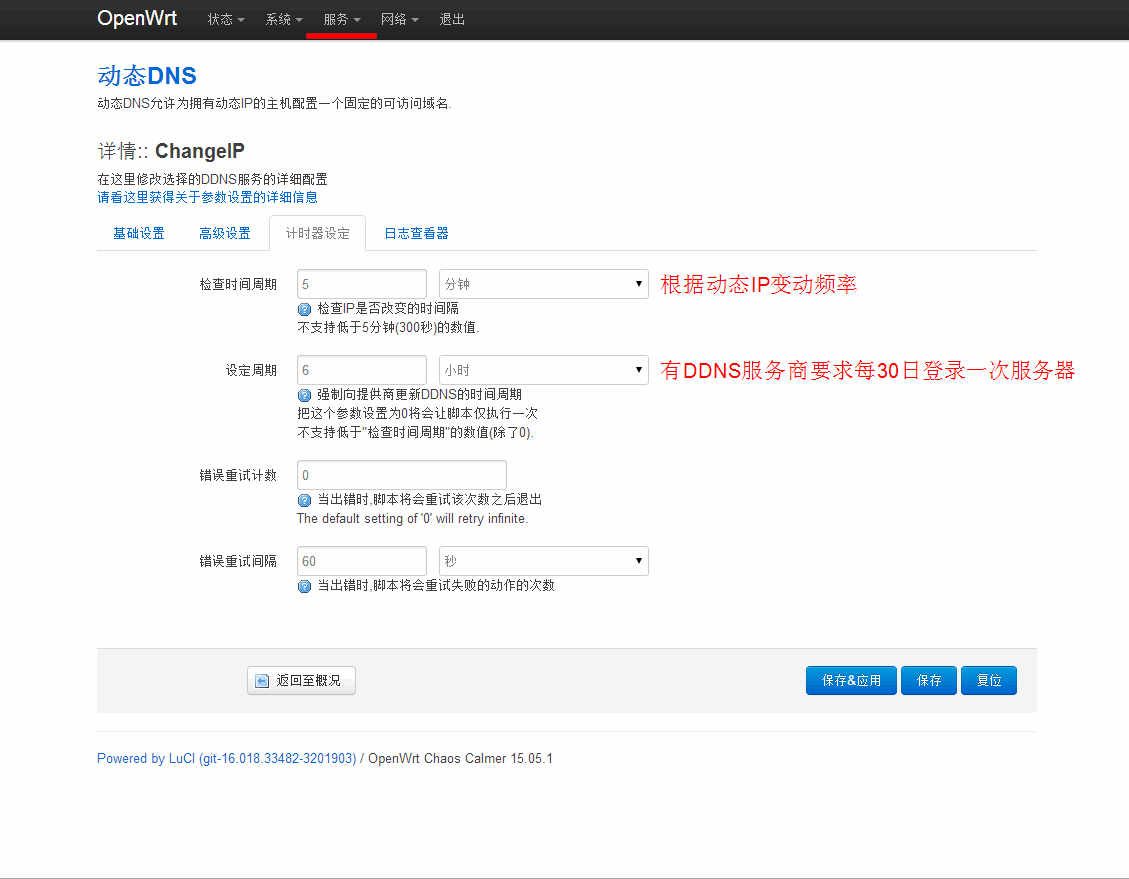 OpenWrt 状态 系统 服务 网络 退出
动态DNS
动态DNS允许为拥有动态IP的主机配置一个固定的可访问域名.
详情:: ChangeIP
在这里修改选择的DDNS服务的详细配置
请看这里获得关于参数设置的详细信息
基础设置 高级设置 计时器设定 日志查看器
检查时间周期 5 分钟 根据动态IP变动频率
检查IP是否改变的时间隔
不支持低于5分钟(300秒)的数值.
设定周期 6 小时 有DDNS服务商要求每30日登录一次服务器
强制向提供商更新DDNS的时间周期
把这个参数设置为0将会让脚本仅执行一次
不支持低于"检查时间周期"的数值(除了0).
错误重试计数 0
当出错时,脚本将会重试该次数之后退出
The default setting of '0' will retry infinite.
错误重试间隔 60 秒
当出错时,脚本将会重试失败的动作的次数
返回至概况 保存&应用 保存 复位
Powered by LuCI (git-16.018.33482-3201903) / OpenWrt Chaos Calmer 15.05.1